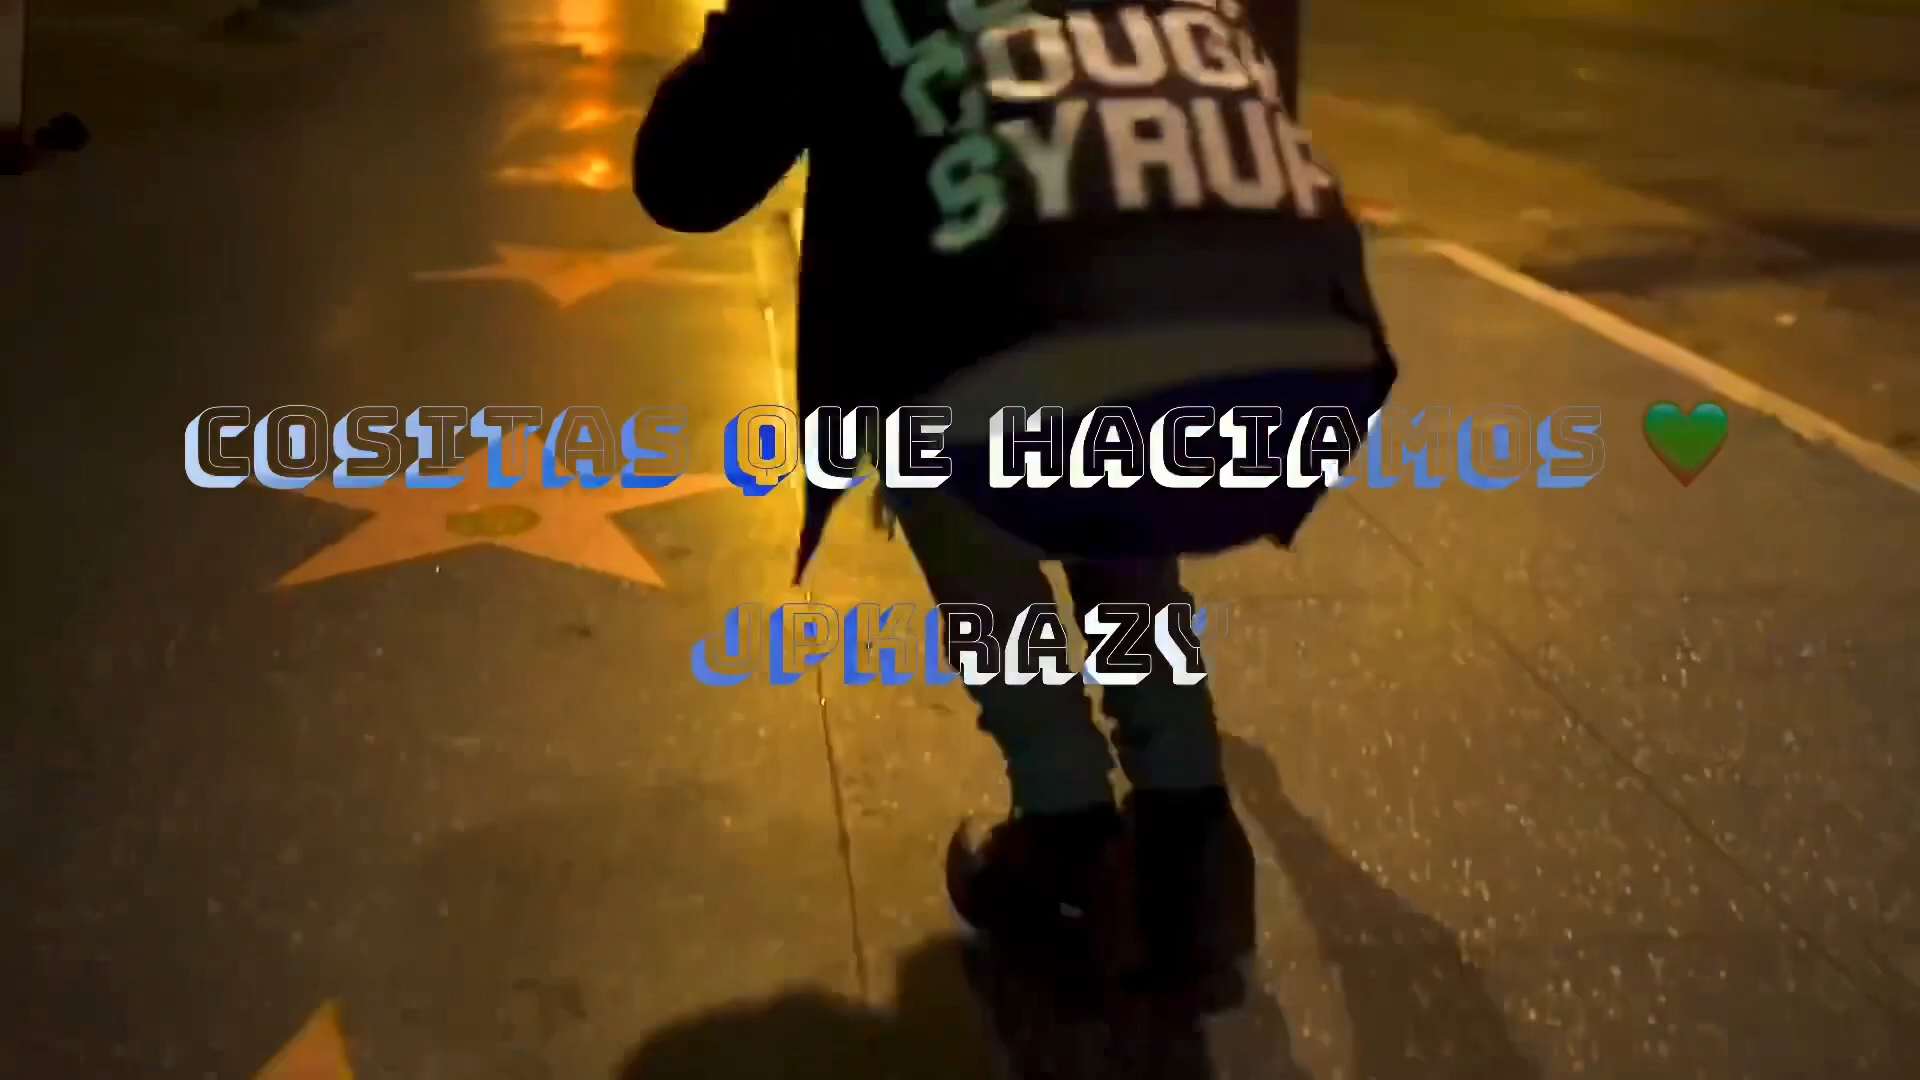 SYRUP
COSITAS QUE HACIAMOS 💚
JPKRAZY